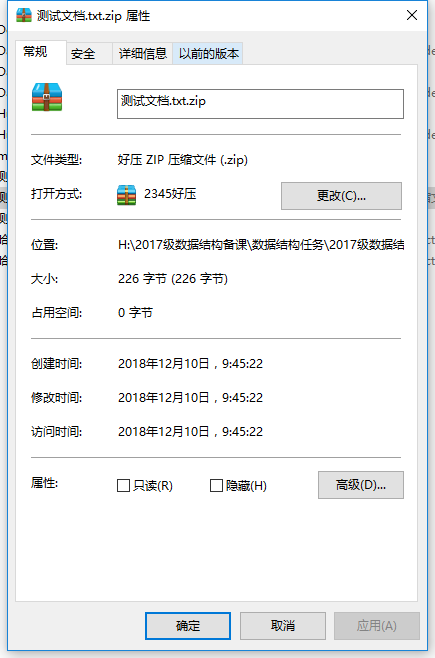 测试文档.txt.zip 属性
常规 安全 详细信息 以前的版本
测试文档.txt.zip
文件类型: 好压 ZIP 压缩文件 (.zip)
打开方式: 2345好压 更改(C)...
位置: H:\2017级数据结构备课\数据结构任务\2017级数据结
大小: 226 字节 (226 字节)
占用空间: 0 字节
创建时间: 2018年12月10日，9:45:22
修改时间: 2018年12月10日，9:45:22
访问时间: 2018年12月10日，9:45:22
属性: 只读(R) 隐藏(H) 高级(D)...
确定 取消 应用(A)